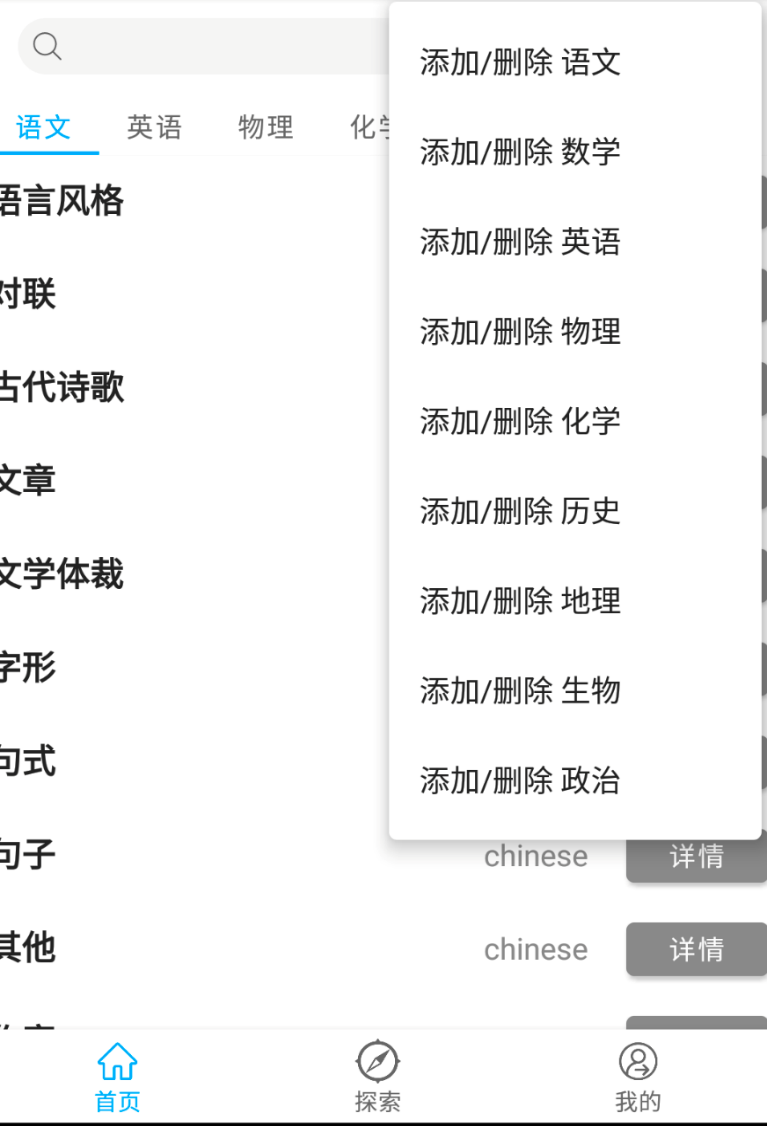 语文 英语 物理 化学
添加/删除 语文
添加/删除 数学
添加/删除 英语
添加/删除 物理
添加/删除 化学
添加/删除 历史
添加/删除 地理
添加/删除 生物
添加/删除 政治
语言风格
对联
古代诗歌
文章
文学体裁
字形
句式
句子 chinese 详情
其他 chinese 详情
首页 探索 我的